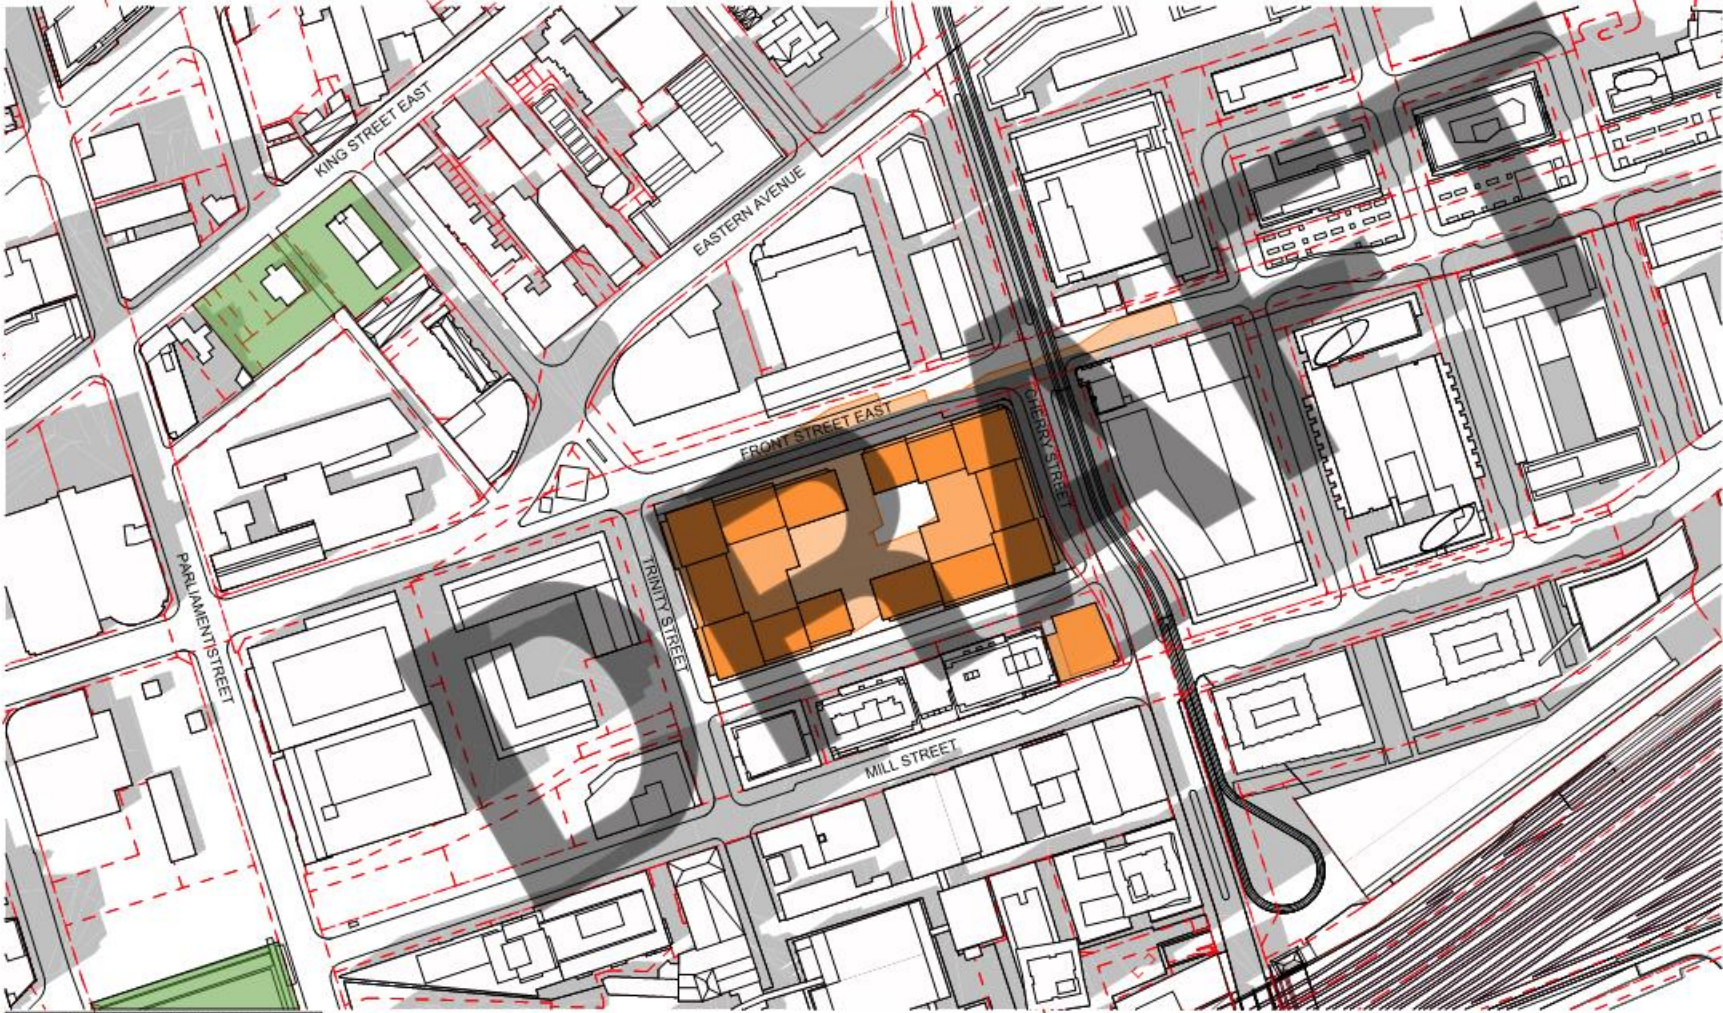 KING STREET EAST
EASTERN AVENUE
FRONT STREET EAST
CHERRY STREET
TRINITY STREET
PARLIAMENT STREET
MILL STREET
DRAFT